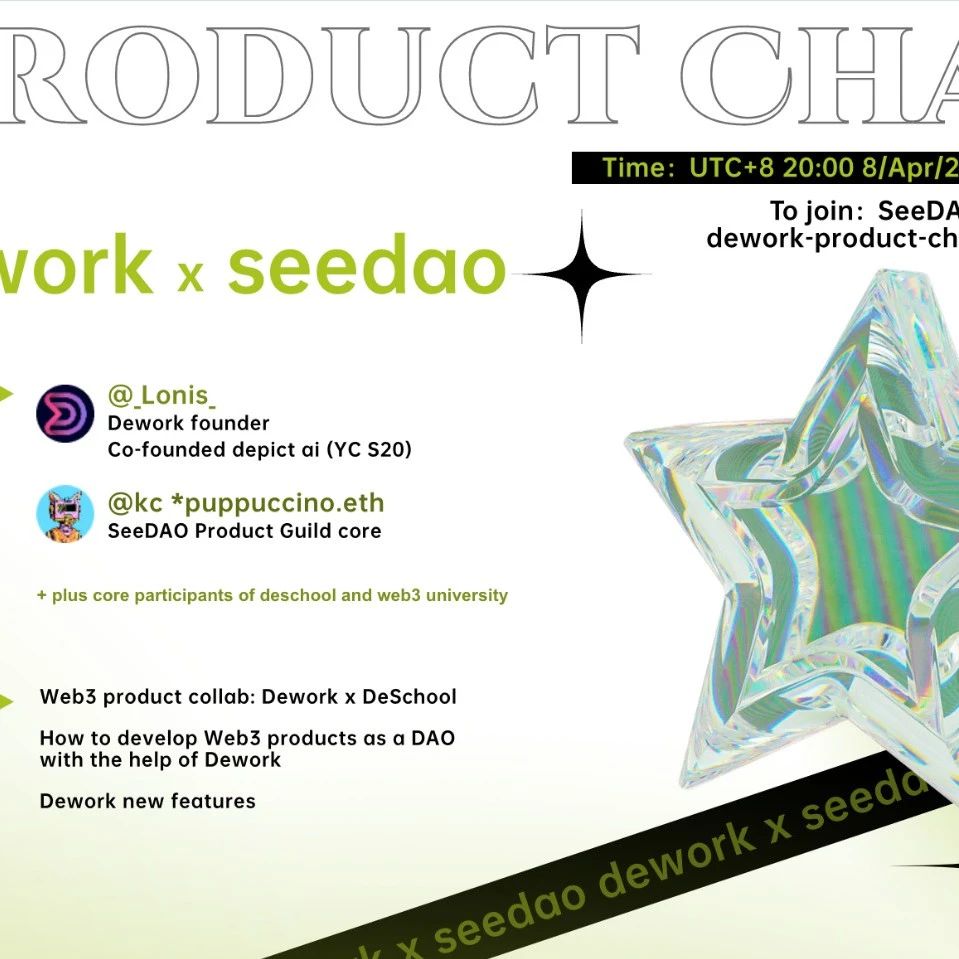 RODUCT CHA
Time：UTC+8 20:00 8/Apr/2
To join：SeeDA
dework-product-ch
work x seedao
@_Lonis_
Dework founder
Co-founded depict ai (YC S20)
@kc *puppuccino.eth
SeeDAO Product Guild core
+ plus core participants of deschool and web3 university
Web3 product collab: Dework x DeSchool
How to develop Web3 products as a DAO
with the help of Dework
Dework new features
k x seedao dework x seeda